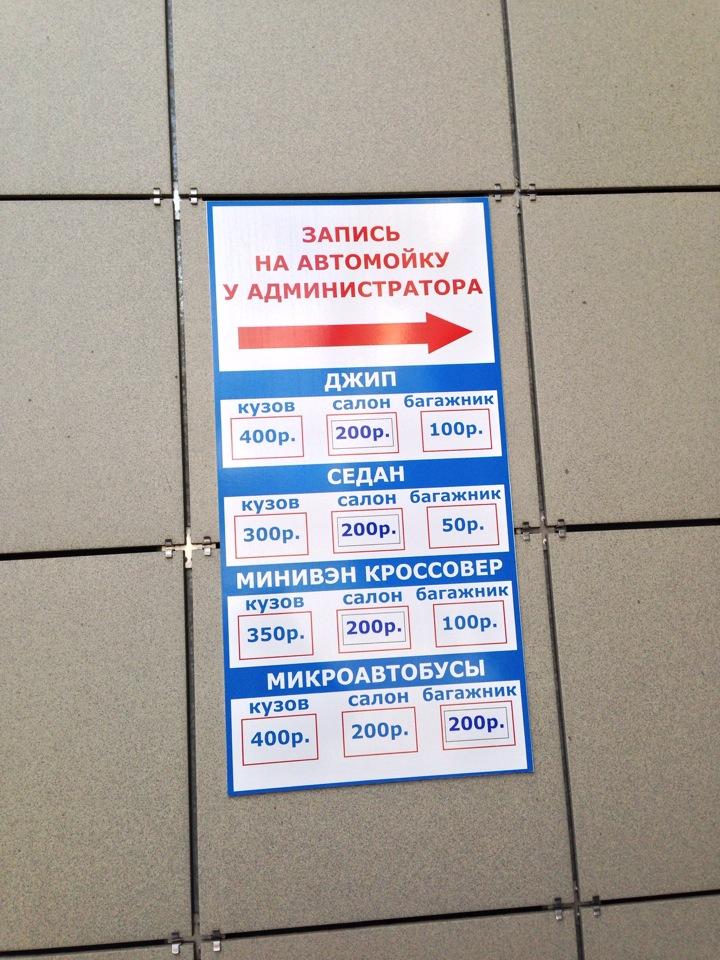 ЗАПИСЬ
НА АВТОМОЙКУ
У АДМИНИСТРАТОРА
ДЖИП
кузов салон багажник
400р. 200р. 100р.
СЕДАН
кузов салон багажник
300р. 200р. 50р.
МИНИВЭН КРОССОВЕР
кузов салон багажник
350р. 200р. 100р.
МИКРОАВТОБУСЫ
кузов салон багажник
400р. 200р. 200р.